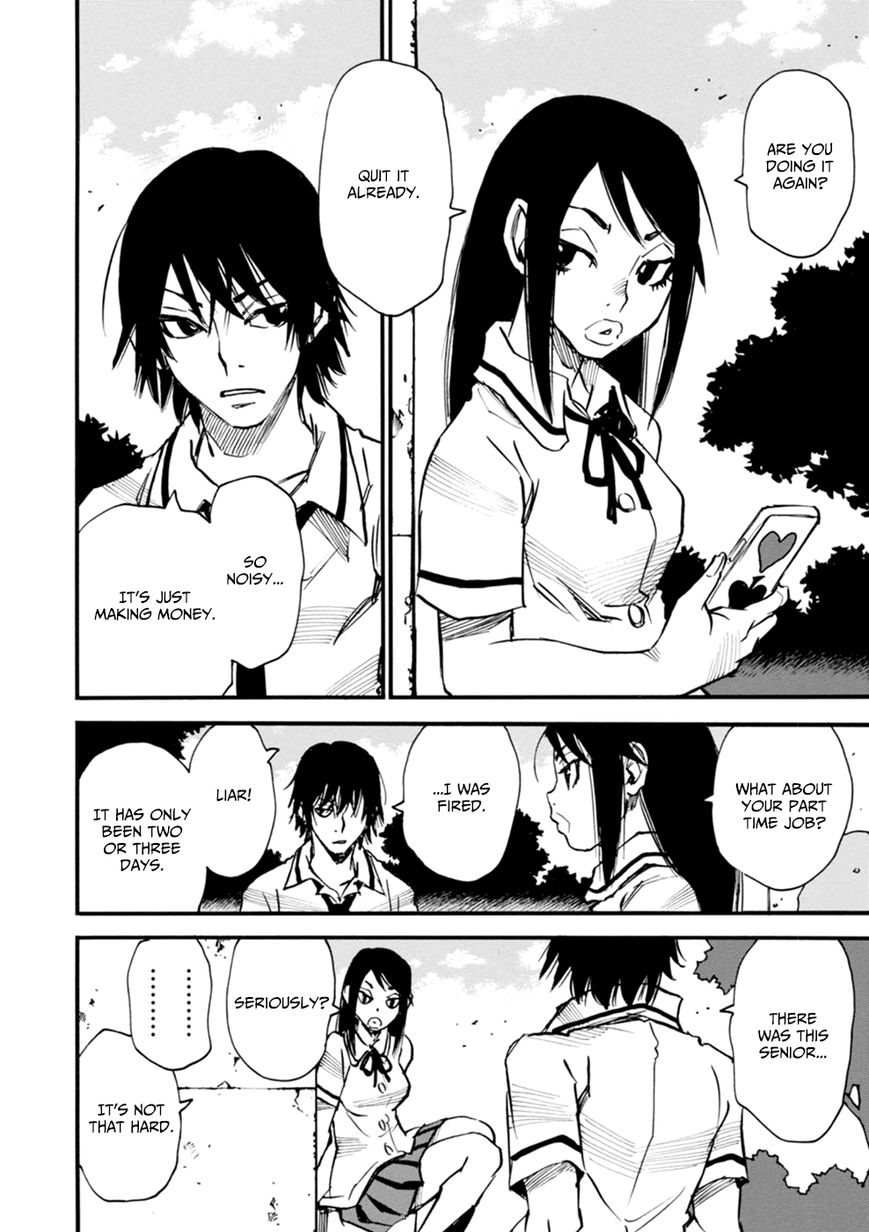 ARE YOU
DOING IT
AGAIN?
QUIT IT
ALREADY.
SO
NOISY...
IT'S JUST
MAKING MONEY.
WHAT ABOUT
YOUR PART
TIME JOB?
...I WAS
FIRED.
LIAR!
IT HAS ONLY
BEEN TWO
OR THREE
DAYS.
THERE
WAS THIS
SENIOR...
SERIOUSLY?
........
........
IT'S NOT
THAT HARD.